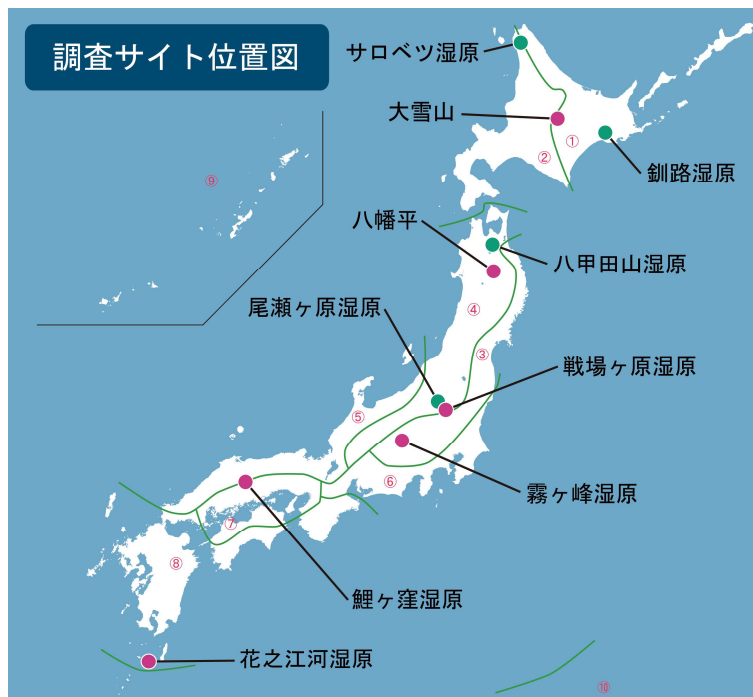 調査サイト位置図
サロベツ湿原
大雪山
①
②
釧路湿原
⑨
八幡平
八甲田山湿原
尾瀬ヶ原湿原
④
③
戦場ヶ原湿原
⑤
霧ヶ峰湿原
⑥
⑦
⑧
鯉ヶ窪湿原
花之江河湿原
⑩